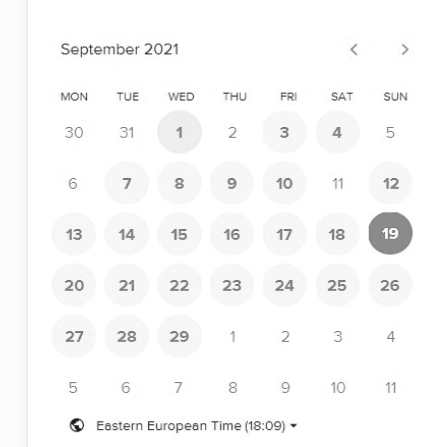 September 2021 < >
MON TUE WED THU FRI SAT SUN
30 31 1 2 3 4 5
6 7 8 9 10 11 12
13 14 15 16 17 18 19
20 21 22 23 24 25 26
27 28 29 1 2 3 4
5 6 7 8 9 10 11
Eastern European Time (18:09)